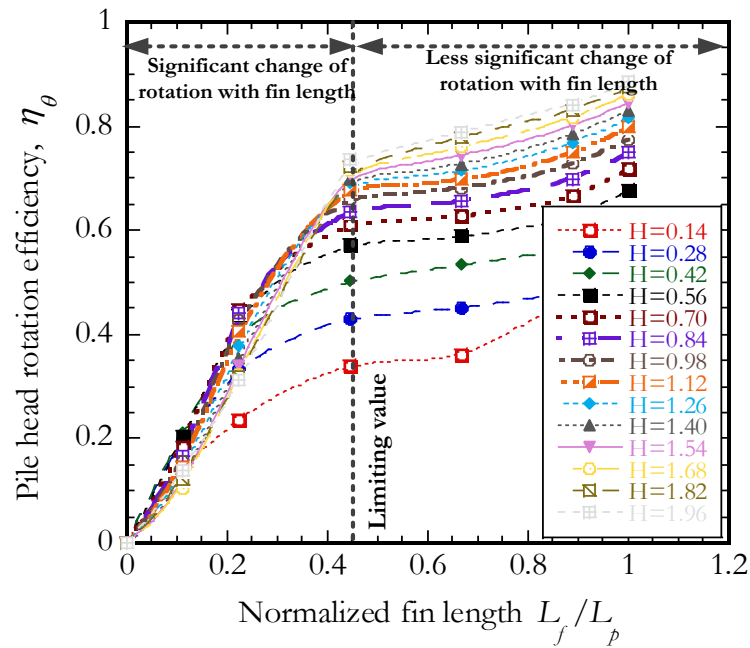 1
0.8
0.6
0.4
0.2
0
Pile head rotation efficiency, η_θ
Significant change of
rotation with fin length
Less significant change of
rotation with fin length
Limiting value
H=0.14
H=0.28
H=0.42
H=0.56
H=0.70
H=0.84
H=0.98
H=1.12
H=1.26
H=1.40
H=1.54
H=1.68
H=1.82
H=1.96
0 0.2 0.4 0.6 0.8 1 1.2
Normalized fin length L_f/L_p